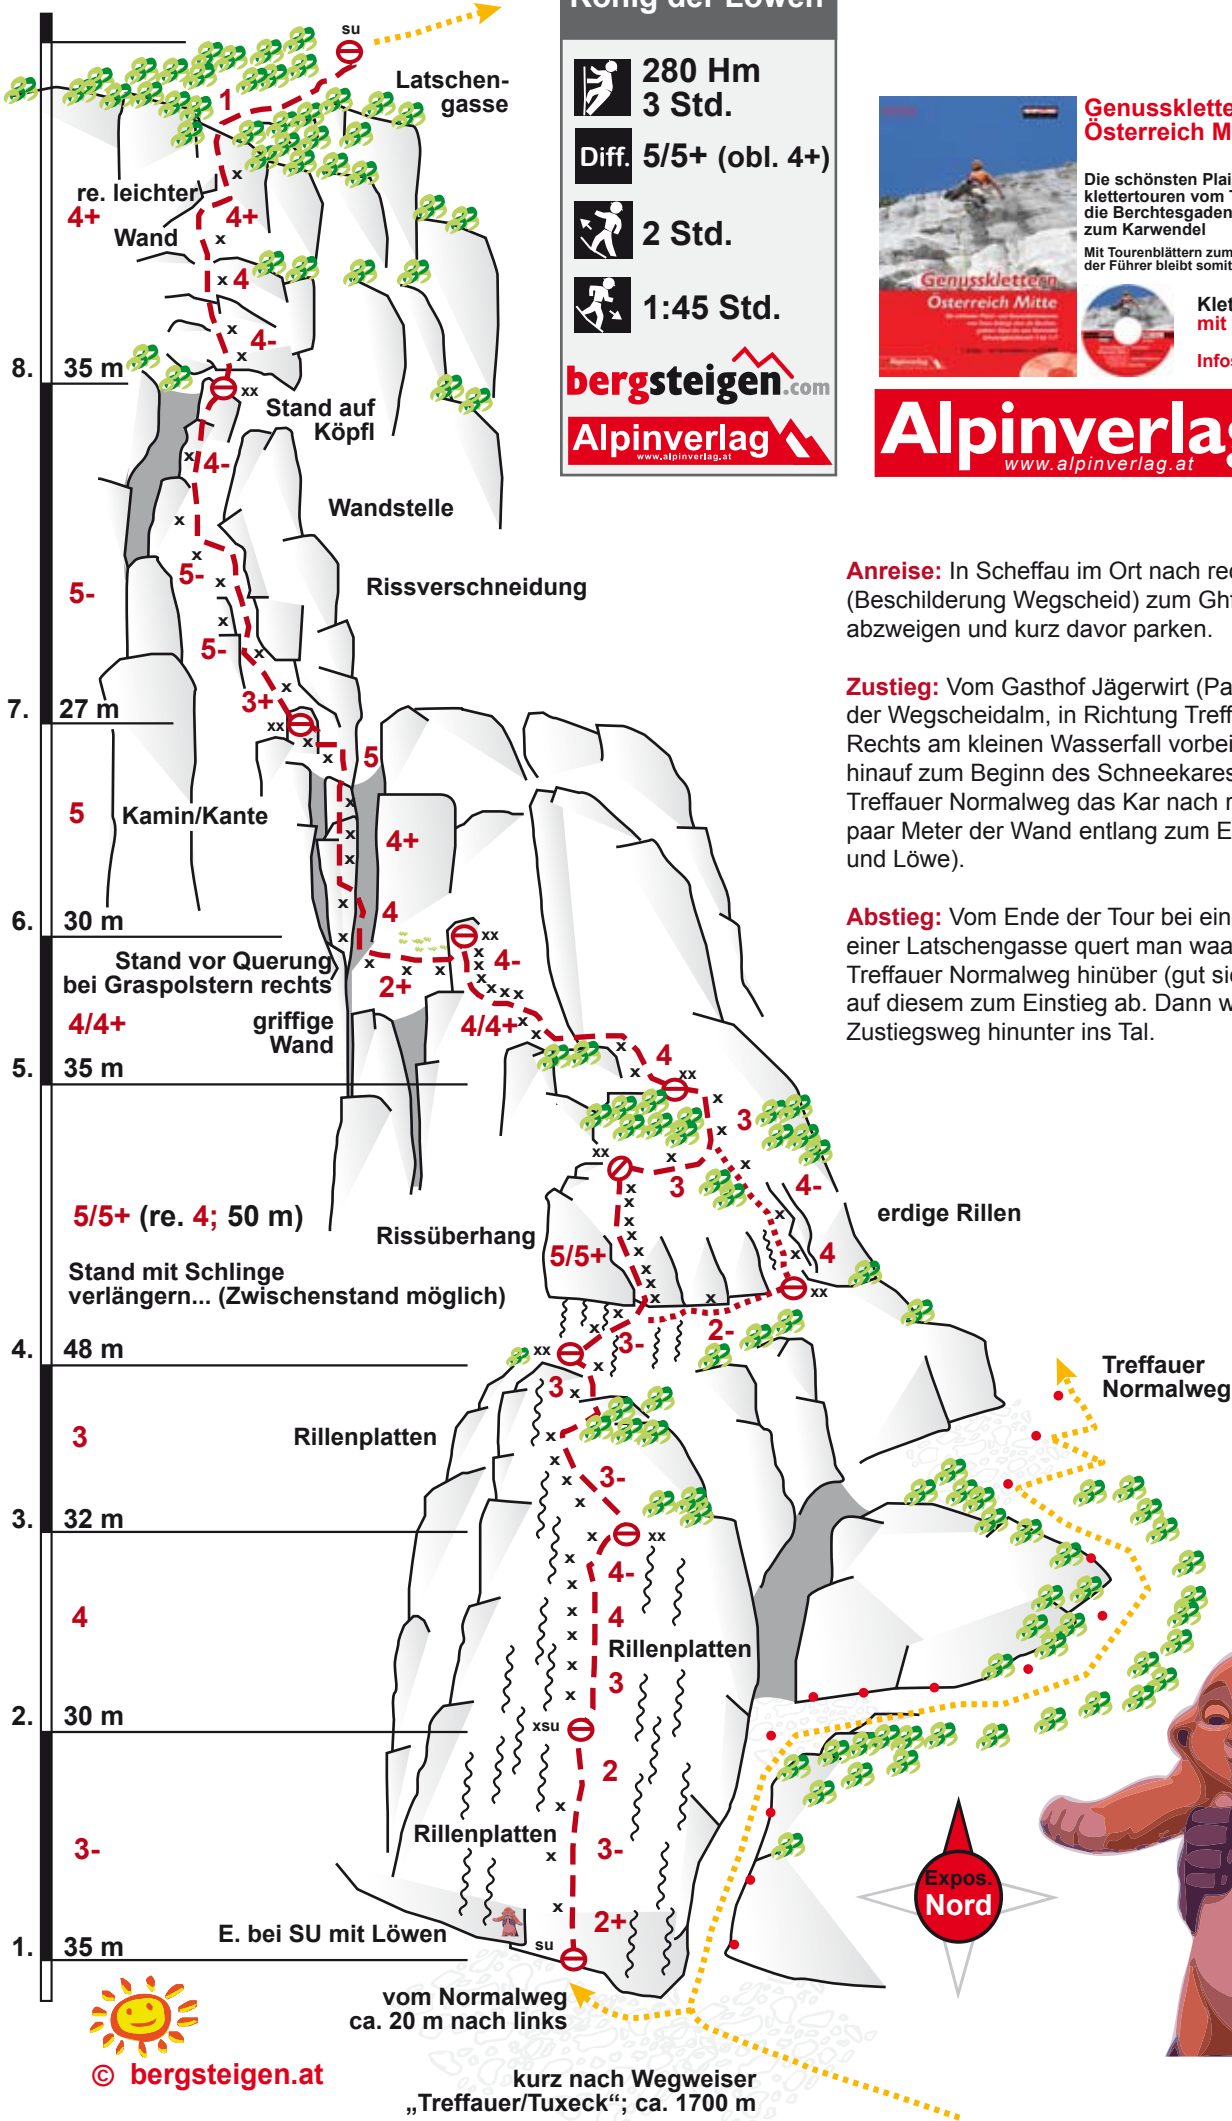 König der Löwen
280 Hm
3 Std.
Diff. 5/5+ (obl. 4+)
2 Std.
1:45 Std.
bergsteigen.com
Alpinverlag
www.alpinverlag.at
Genusskletter
Österreich M
Die schönsten Plai
klettertouren vom
die Berchtesgaden
zum Karwendel
Mit Tourenblättern zum
der Führer bleibt somit
Genussklettern
Österreich Mitte
Alpinverlag
Klet
mit
Infos
Alpinverlag
www.alpinverlag.at
su
Latschen-
gasse
1
x
re. leichter
4+
4+
Wand
x
x 4
x
4-
x
8. 35 m
xx
Stand auf
Köpfl
x
4-
Wandstelle
x
x
5-
x
Rissverschneidung
5-
x
5-
x
3+
x
7. 27 m
xx
x
x
5
x
5
Kamin/Kante
x
4+
x
x
4
6. 30 m
x
xx
Stand vor Querung
bei Graspolstern rechts
x x x
2+
x
x
x
4-
x x x x
4/4+
griffige
Wand
4/4+
x
x
x
4
5. 35 m
x
xx
x
x
3
xx
x
3
x
4-
x
x
x
x
x
5/5+ (re. 4; 50 m)
Rissüberhang
5/5+
x
erdige Rillen
x
4
Stand mit Schlinge
verlängern... (Zwischenstand möglich)
x
x
x
x
x
xx
2-
x
3-
4. 48 m
xx
x
3
x
3
Rillenplatten
x
x
3-
x
3. 32 m
x
xx
x
4-
x
4
x
4
x
Rillenplatten
x
3
x
2. 30 m
xsu
2
x
Rillenplatten
x
3-
3-
x
2+
E. bei SU mit Löwen
su
1. 35 m
vom Normalweg
ca. 20 m nach links
kurz nach Wegweiser
„Treffauer/Tuxeck“; ca. 1700 m
© bergsteigen.at
Anreise: In Scheffau im Ort nach rec
(Beschilderung Wegscheid) zum Ght
abzweigen und kurz davor parken.
Zustieg: Vom Gasthof Jägerwirt (Pa
der Wegscheidalm, in Richtung Treff
Rechts am kleinen Wasserfall vorbei
hinauf zum Beginn des Schneekares
Treffauer Normalweg das Kar nach r
paar Meter der Wand entlang zum E
und Löwe).
Abstieg: Vom Ende der Tour bei ein
einer Latschengasse quert man waa
Treffauer Normalweg hinüber (gut sic
auf diesem zum Einstieg ab. Dann w
Zustiegsweg hinunter ins Tal.
Treffauer
Normalweg
Expos.
Nord